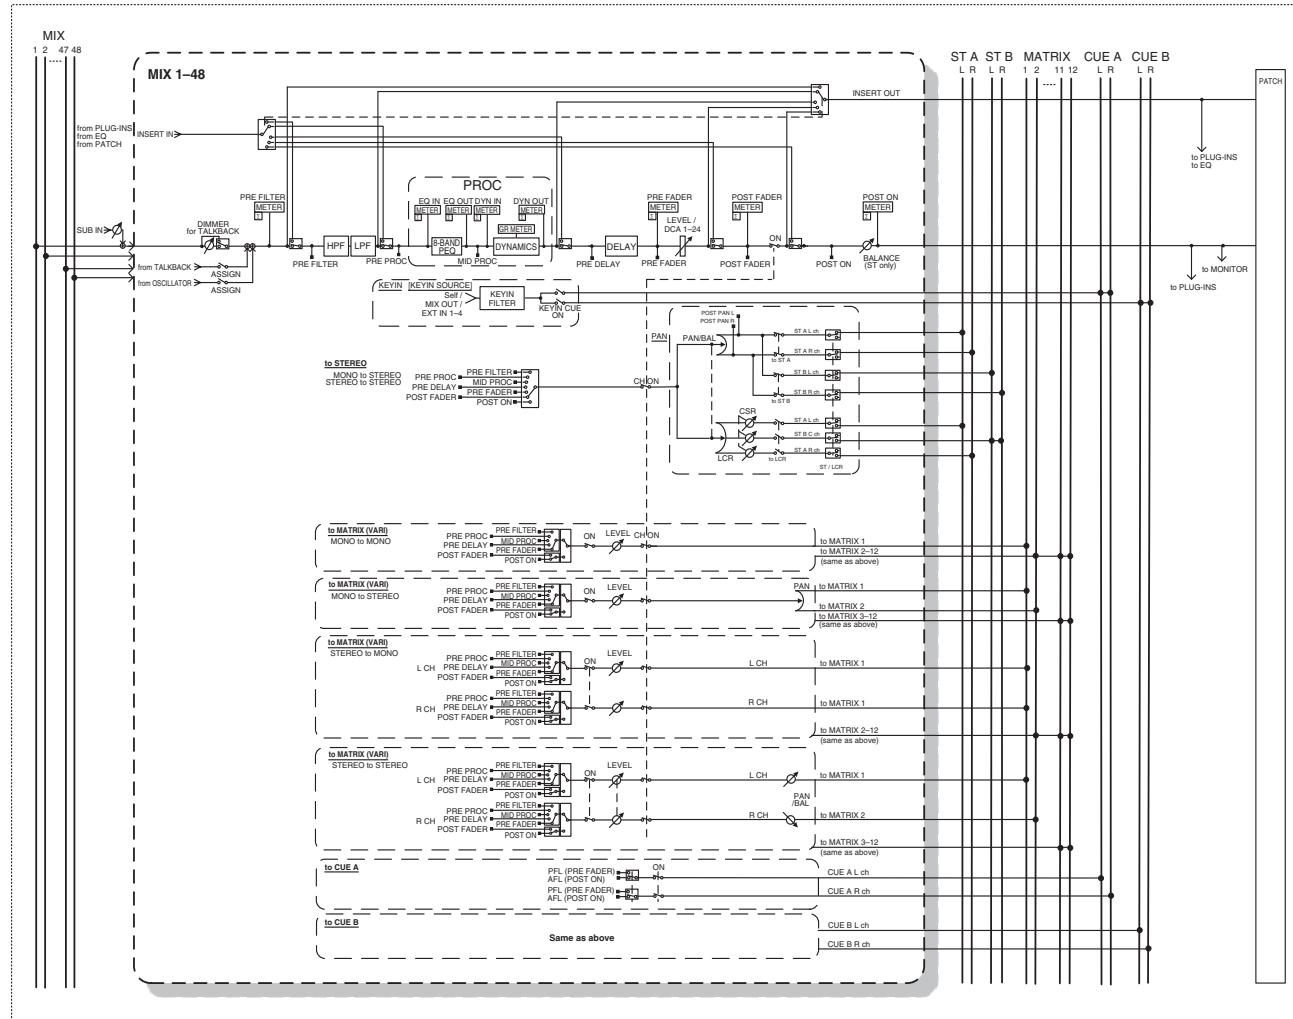 MIX
1 2 .... 47 48
MIX 1–48
ST A ST B MATRIX CUE A CUE B
L R L R 1 2 .... 11 12 L R L R
PATCH
INSERT OUT
from PLUG-INS
from EQ
from PATCH
INSERT IN
to PLUG-INS
to EQ
PROC
PRE FILTER
METER
EQ IN EQ OUT DYN IN DYN OUT
METER METER METER METER
GR METER
PRE FADER
METER
POST FADER
METER
POST ON
METER
SUB IN
DIMMER
for TALKBACK
LEVEL /
DCA 1–24
ON
HPF LPF
8-BAND
PEQ
DYNAMICS
DELAY
PRE FILTER
PRE PROC
MID PROC
PRE DELAY
PRE FADER
POST FADER
POST ON
BALANCE
(ST only)
to MONITOR
to PLUG-INS
from TALKBACK
ASSIGN
from OSCILLATOR
ASSIGN
KEYIN [KEYIN SOURCE]
Self /
MIX OUT /
EXT IN 1–4
KEYIN
FILTER
KEYIN CUE
ON
POST PAN L
POST PAN R
PAN
PAN/BAL
ST A L ch
ST A R ch
to ST A
ST B L ch
ST B R ch
to ST B
CSR
ST A L ch
ST B C ch
ST A R ch
LCR
to LCR
ST / LCR
to STEREO
MONO to STEREO
STEREO to STEREO
PRE FILTER
PRE PROC
MID PROC
PRE DELAY
PRE FADER
POST FADER
POST ON
CH ON
to MATRIX (VARI)
MONO to MONO
PRE FILTER
PRE PROC
MID PROC
PRE DELAY
PRE FADER
POST FADER
POST ON
ON LEVEL CH ON
to MATRIX 1
to MATRIX 2–12
(same as above)
to MATRIX (VARI)
MONO to STEREO
PRE FILTER
PRE PROC
MID PROC
PRE DELAY
PRE FADER
POST FADER
POST ON
ON LEVEL
PAN
to MATRIX 1
to MATRIX 2
to MATRIX 3–12
(same as above)
to MATRIX (VARI)
STEREO to MONO
L CH
PRE FILTER
PRE PROC
MID PROC
PRE DELAY
PRE FADER
POST FADER
POST ON
ON LEVEL
L CH
to MATRIX 1
R CH
PRE FILTER
PRE PROC
MID PROC
PRE DELAY
PRE FADER
POST FADER
POST ON
R CH
to MATRIX 1
to MATRIX 2–12
(same as above)
to MATRIX (VARI)
STEREO to STEREO
L CH
PRE FILTER
PRE PROC
MID PROC
PRE DELAY
PRE FADER
POST FADER
POST ON
ON LEVEL
L CH
to MATRIX 1
PAN
/BAL
R CH
PRE FILTER
PRE PROC
MID PROC
PRE DELAY
PRE FADER
POST FADER
POST ON
R CH
to MATRIX 2
to MATRIX 3–12
(same as above)
to CUE A
PFL (PRE FADER)
AFL (POST ON)
PFL (PRE FADER)
AFL (POST ON)
ON
CUE A L ch
CUE A R ch
to CUE B
Same as above
CUE B L ch
CUE B R ch